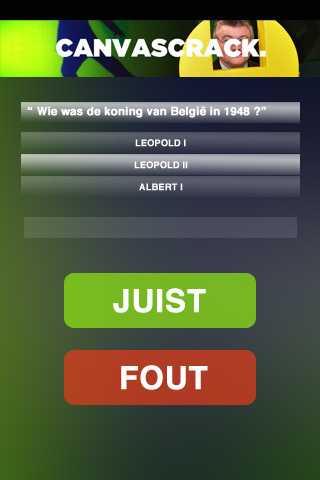 CANVASCRACK.
“ Wie was de koning van België in 1948 ?”
LEOPOLD I
LEOPOLD II
ALBERT I
JUIST
FOUT